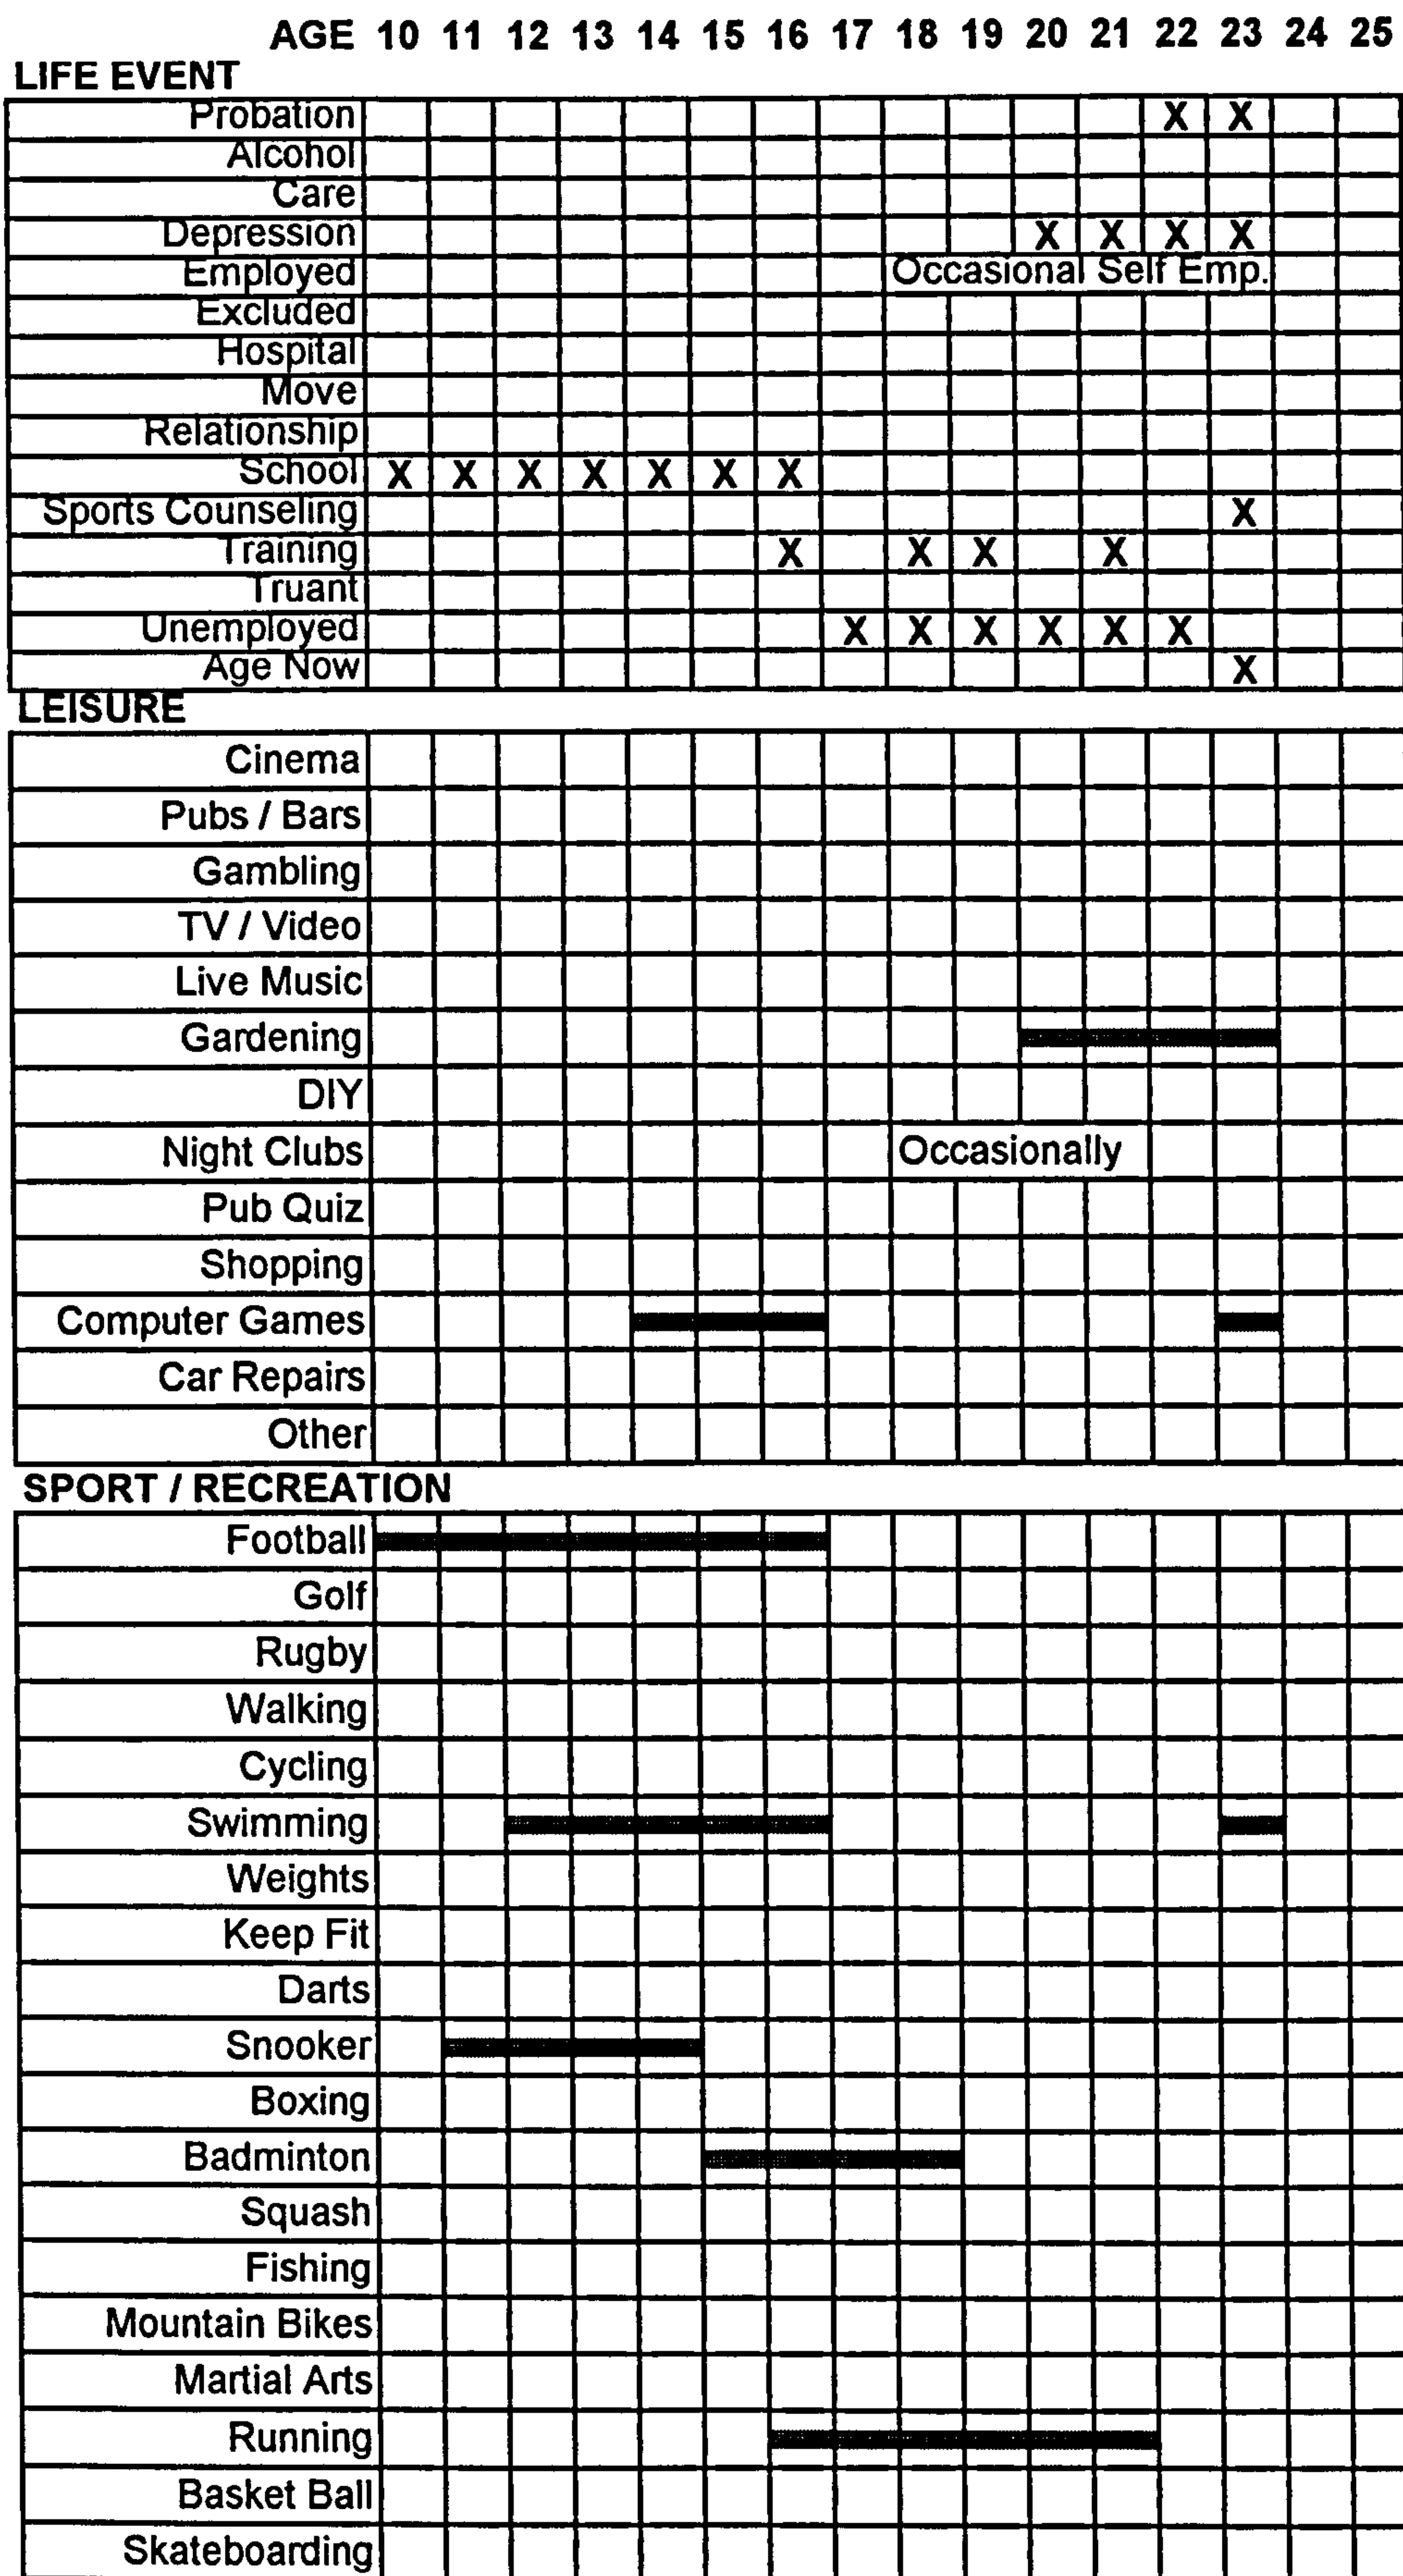 AGE 10 11 12 13 14 15 16 17 18 19 20 21 22 23 24 25
LIFE EVENT
Probation X X
Alcohol
Care
Depression X X X X
Employed Occasional Self Emp.
Excluded
Hospital
Move
Relationship
School X X X X X X X
Sports Counseling X
Training X X X X
Truant
Unemployed X X X X X X
Age Now X
LEISURE
Cinema
Pubs / Bars
Gambling
TV / Video
Live Music
Gardening
DIY
Night Clubs Occasionally
Pub Quiz
Shopping
Computer Games
Car Repairs
Other
SPORT / RECREATION
Football
Golf
Rugby
Walking
Cycling
Swimming
Weights
Keep Fit
Darts
Snooker
Boxing
Badminton
Squash
Fishing
Mountain Bikes
Martial Arts
Running
Basket Ball
Skateboarding